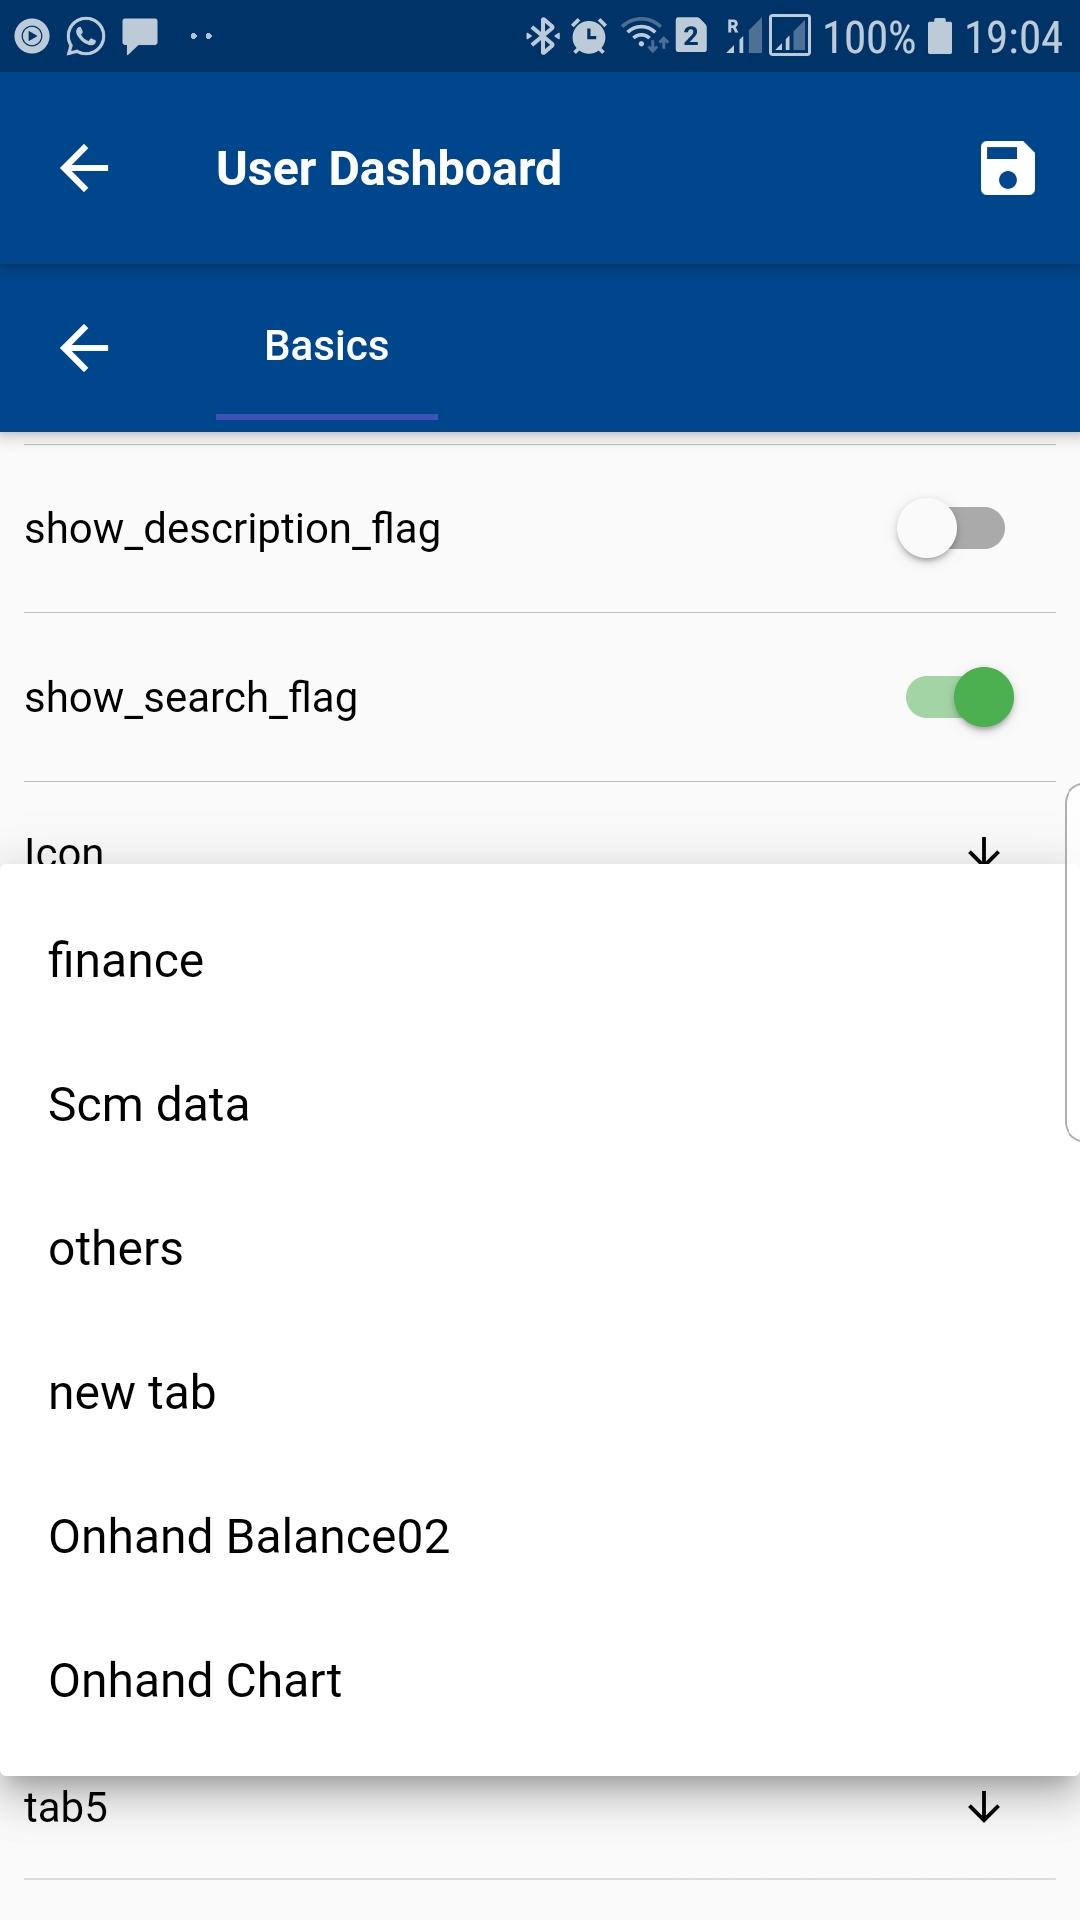 2 R 100% 19:04
User Dashboard
Basics
show_description_flag
show_search_flag
Icon
finance
Scm data
others
new tab
Onhand Balance02
Onhand Chart
tab5